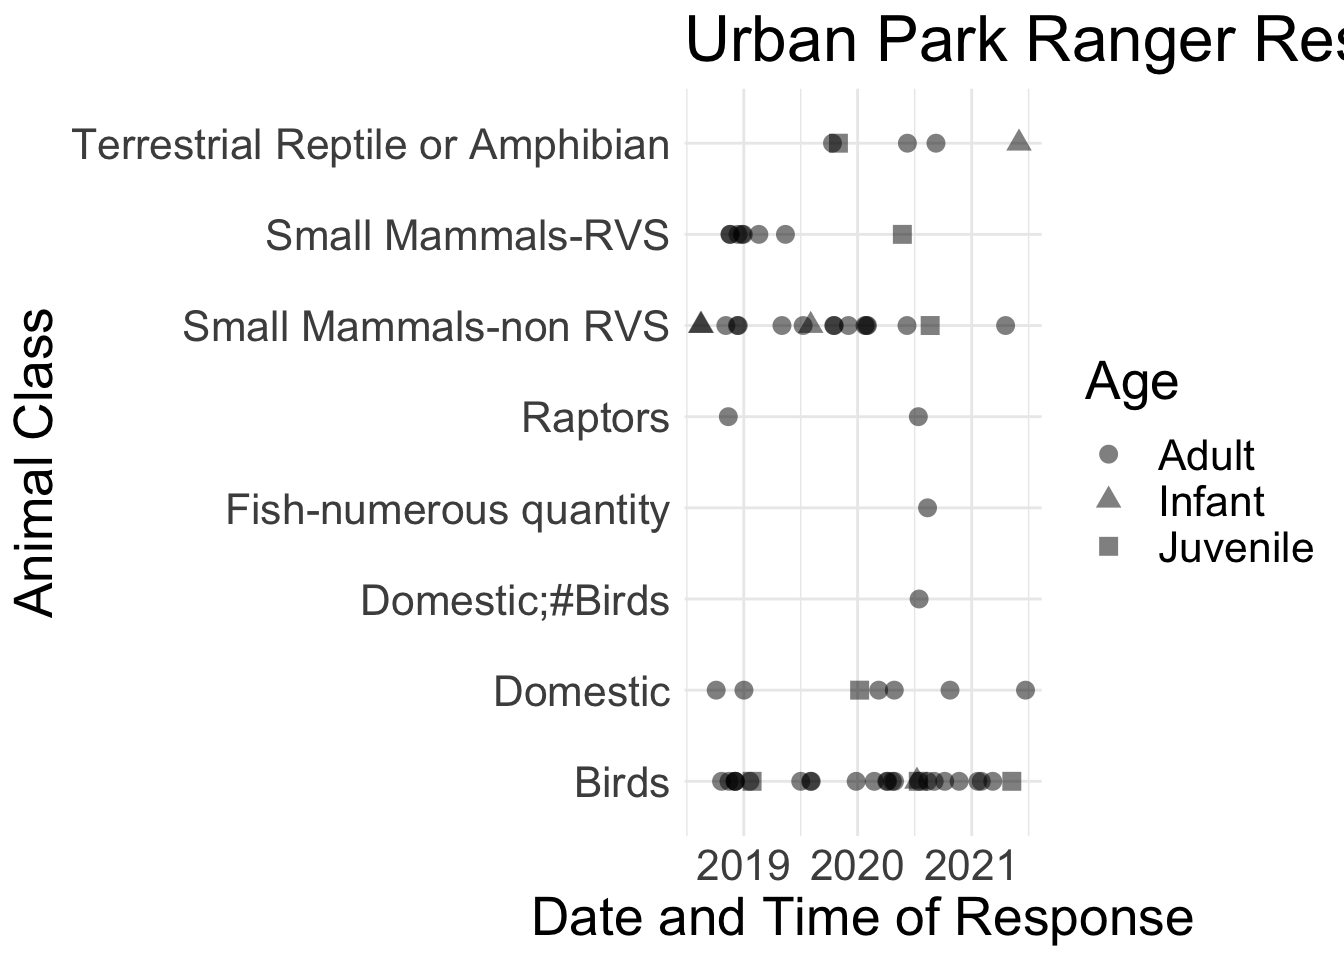 Urban Park Ranger Res
Terrestrial Reptile or Amphibian
Small Mammals-RVS
Small Mammals-non RVS
Raptors
Fish-numerous quantity
Domestic;#Birds
Domestic
Birds
Animal Class
2019 2020 2021
Date and Time of Response
Age
Adult
Infant
Juvenile